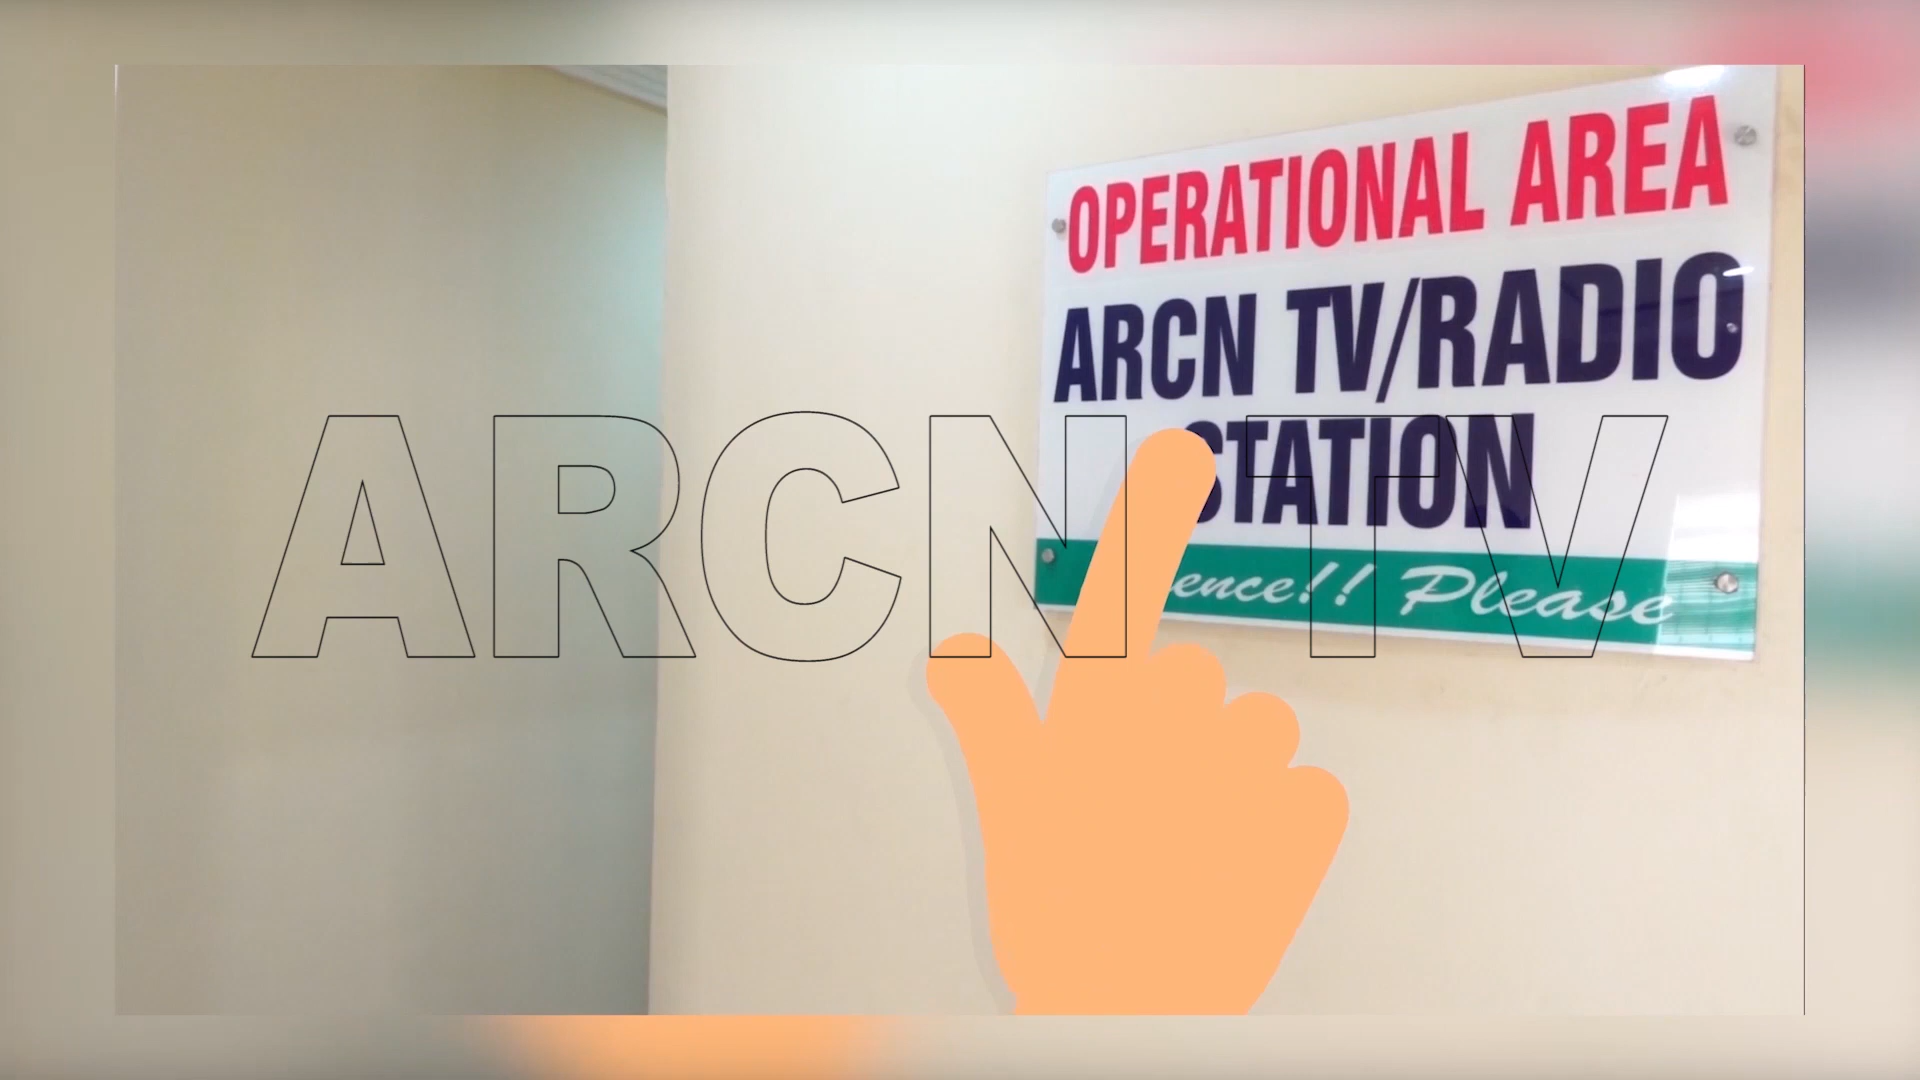 OPERATIONAL AREA
ARCN TV/RADIO
STATION
Please
ARCN TV